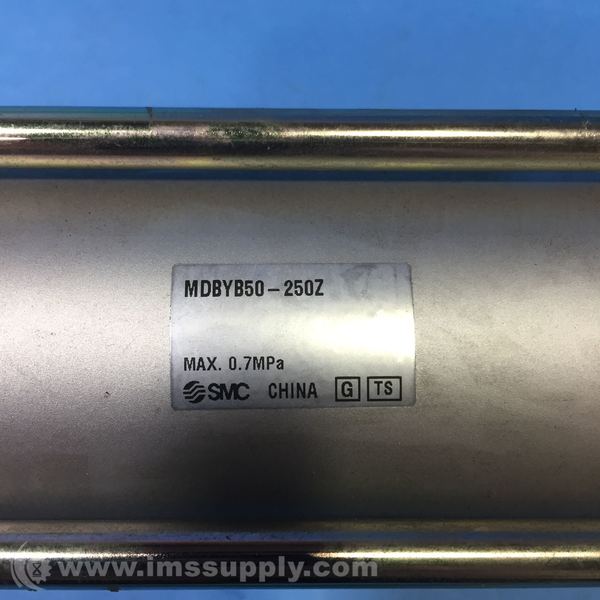 MDBYB50-250Z
MAX. 0.7MPa
SMC CHINA G TS
www.imssupply.com